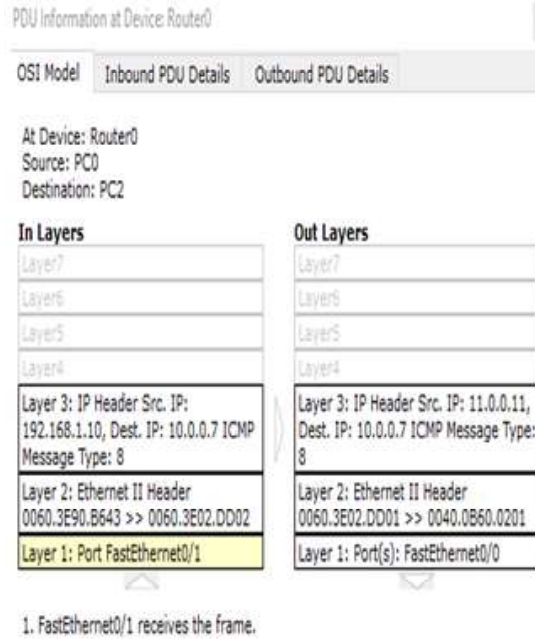 PDU Information at Device: Router0
OSI Model Inbound PDU Details Outbound PDU Details
At Device: Router0
Source: PC0
Destination: PC2
In Layers
Layer7
Layer6
Layer5
Layer4
Layer 3: IP Header Src. IP:
192.168.1.10, Dest. IP: 10.0.0.7 ICMP
Message Type: 8
Layer 2: Ethernet II Header
0060.3E90.B643 >> 0060.3E02.DD02
Layer 1: Port FastEthernet0/1
Out Layers
Layer7
Layer6
Layer5
Layer4
Layer 3: IP Header Src. IP: 11.0.0.11,
Dest. IP: 10.0.0.7 ICMP Message Type:
8
Layer 2: Ethernet II Header
0060.3E02.DD01 >> 0040.0B60.0201
Layer 1: Port(s): FastEthernet0/0
1. FastEthernet0/1 receives the frame.